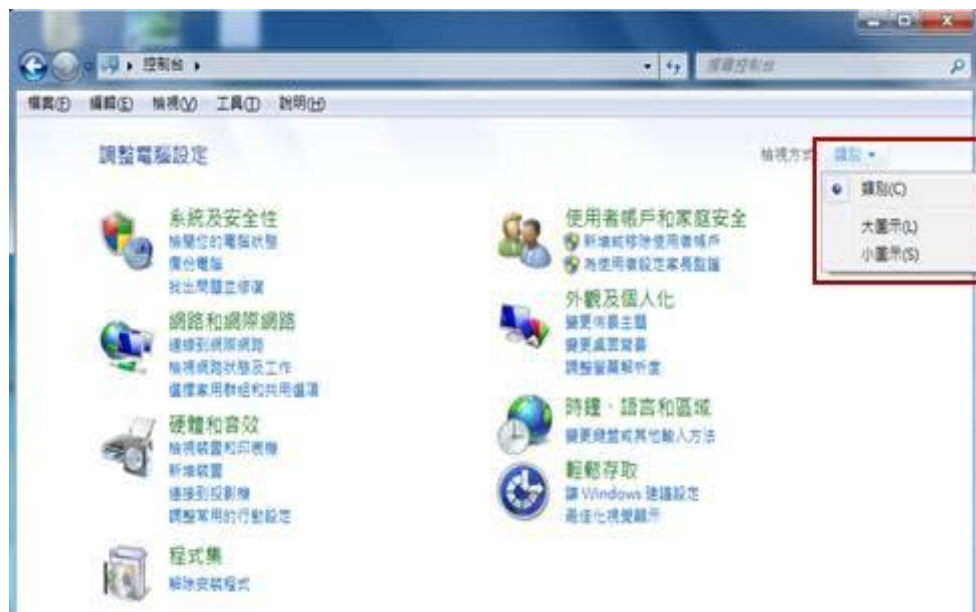 控制台
搜尋控制台
檔案(F) 編輯(E) 檢視(V) 工具(T) 說明(H)
調整電腦設定
檢視方式: 類別
類別(C)
大圖示(L)
小圖示(S)
系統及安全性
檢閱您的電腦狀態
備份電腦
找出問題並修復
網路和網際網路
連線到網際網路
檢視網路狀態及工作
選擇家用群組和共用選項
硬體和音效
檢視裝置和印表機
新增裝置
連接到投影機
調整常用的行動設定
程式集
解除安裝程式
使用者帳戶和家庭安全
新增或移除使用者帳戶
為使用者設定家長監護
外觀及個人化
變更佈景主題
變更桌面背景
調整螢幕解析度
時鐘、語言和區域
變更鍵盤或其他輸入方法
輕鬆存取
讓 Windows 建議設定
最佳化視覺顯示